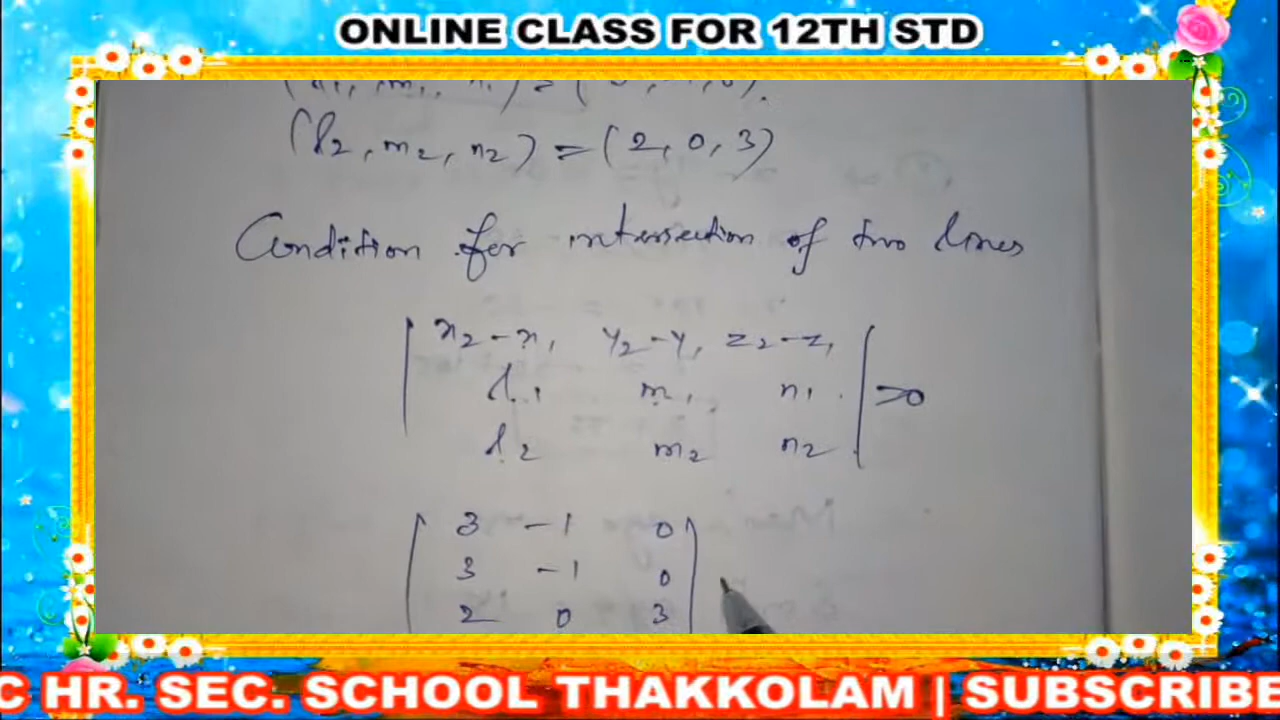 ONLINE CLASS FOR 12TH STD
(l2, m2, n2) = (2, 0, 3)
Condition for intersection of two lines
| x2-x1 y2-y1 z2-z1 |
| l1 m1 n1 | =0
| l2 m2 n2 |
| 3 -1 0 |
| 3 -1 0 |
| 2 0 3 |
C HR. SEC. SCHOOL THAKKOLAM | SUBSCRIBE